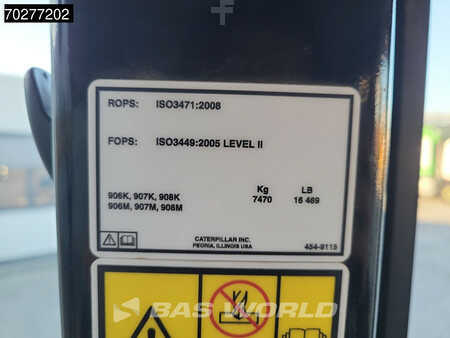 70277202
ROPS: ISO3471:2008
FOPS: ISO3449:2005 LEVEL II
Kg LB
906K, 907K, 908K 7470 16 469
906M, 907M, 908M
CATERPILLAR INC.
PEORIA, ILLINOIS USA 454-9115
BAS WORLD